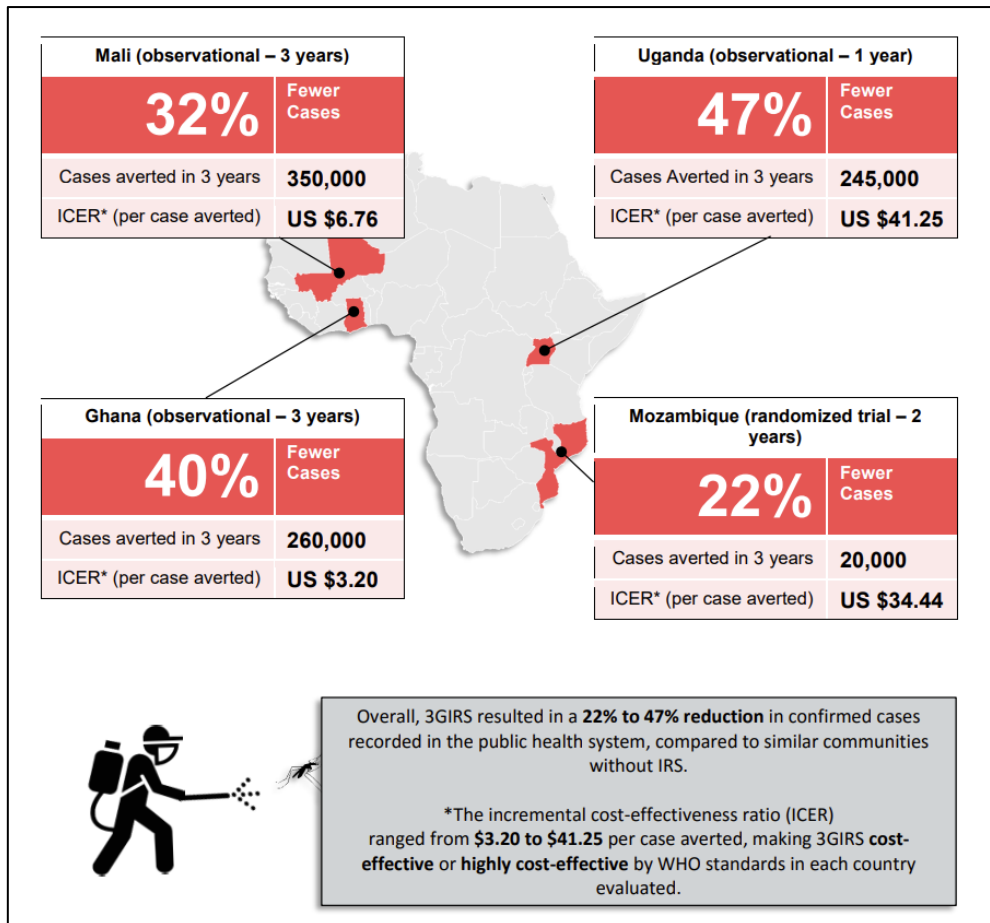 Mali (observational – 3 years)
32%
Fewer
Cases
Cases averted in 3 years 350,000
ICER* (per case averted) US $6.76
Uganda (observational – 1 year)
47%
Fewer
Cases
Cases Averted in 3 years 245,000
ICER* (per case averted) US $41.25
Ghana (observational – 3 years)
40%
Fewer
Cases
Cases averted in 3 years 260,000
ICER* (per case averted) US $3.20
Mozambique (randomized trial – 2
years)
22%
Fewer
Cases
Cases averted in 3 years 20,000
ICER* (per case averted) US $34.44
Overall, 3GIRS resulted in a 22% to 47% reduction in confirmed cases
recorded in the public health system, compared to similar communities
without IRS.
*The incremental cost-effectiveness ratio (ICER)
ranged from $3.20 to $41.25 per case averted, making 3GIRS cost-
effective or highly cost-effective by WHO standards in each country
evaluated.